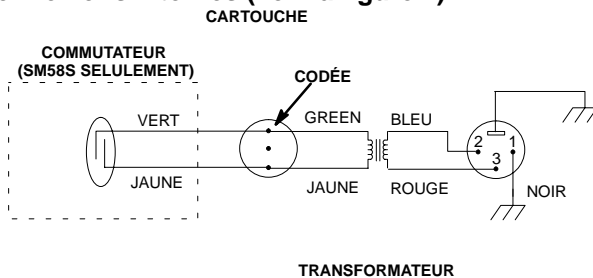 CARTOUCHE
COMMUTATEUR
(SM58S SELULEMENT)
CODÉE
VERT
GREEN
BLEU
2
1
3
JAUNE
JAUNE
ROUGE
NOIR
TRANSFORMATEUR